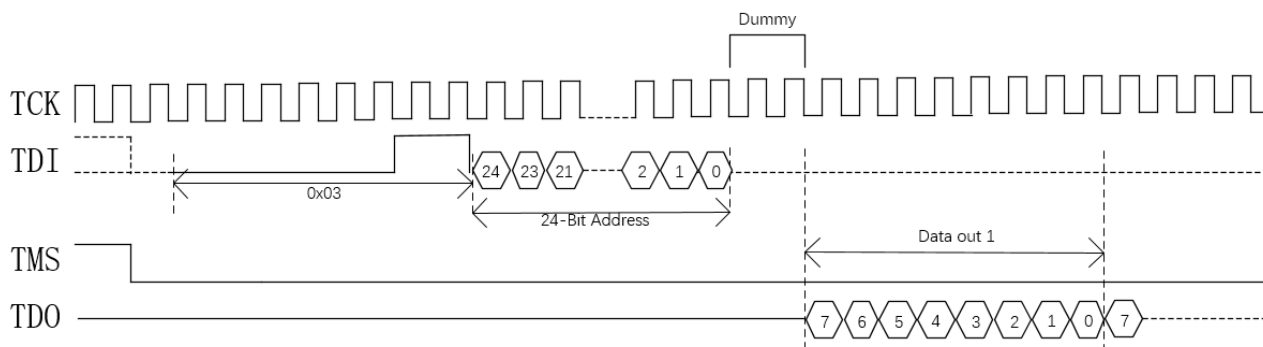 Dummy
TCK
TDI
24 23 21 2 1 0
0x03
24-Bit Address
Data out 1
TMS
TDO
7 6 5 4 3 2 1 0 7